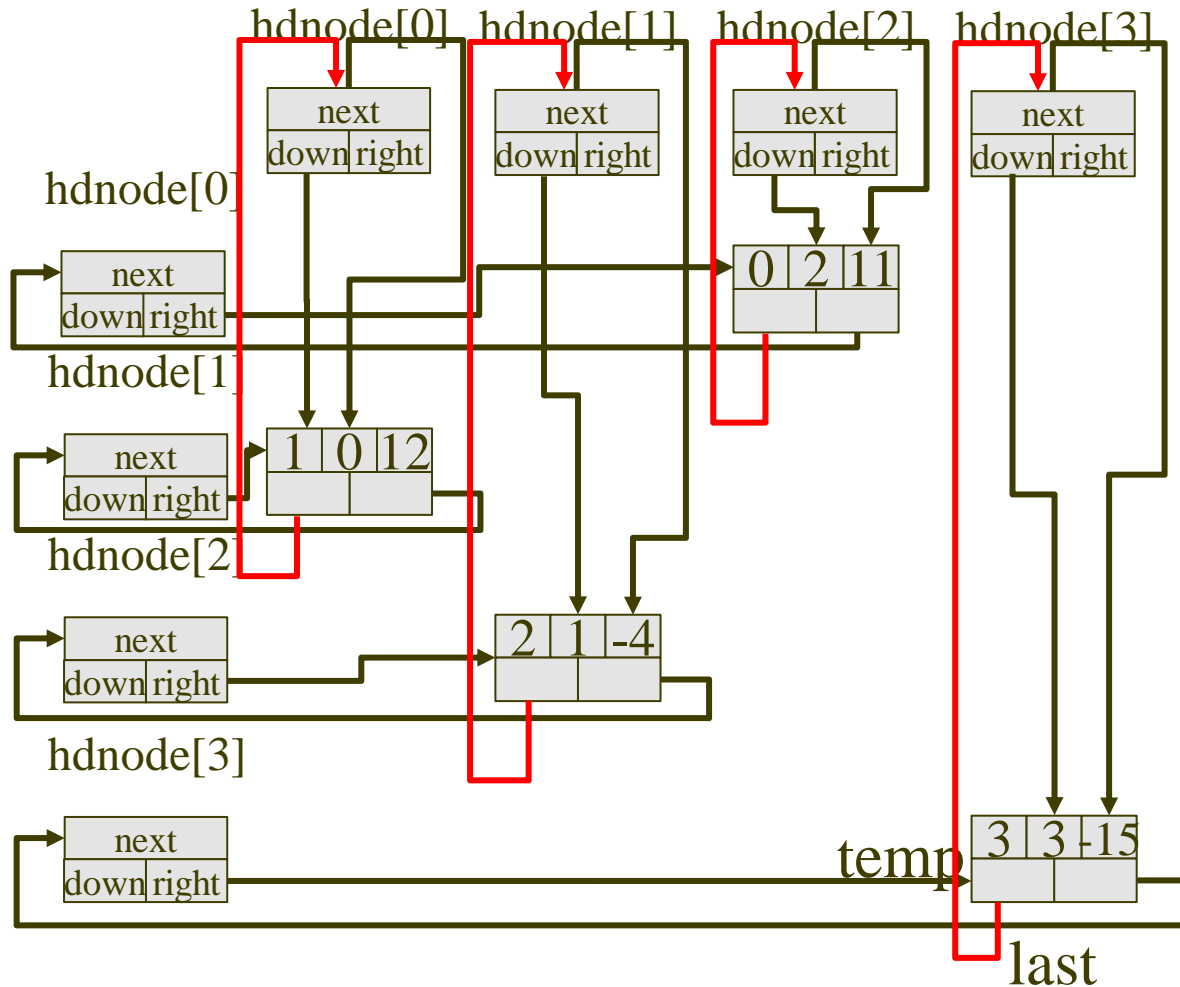 hdnode[0] hdnode[1] hdnode[2] hdnode[3]
next next next next
down right down right down right down right
hdnode[0]
next
down right
0 2 11
hdnode[1]
next
down right
1 0 12
hdnode[2]
next
down right
2 1 -4
hdnode[3]
next
down right
temp
3 3 -15
last